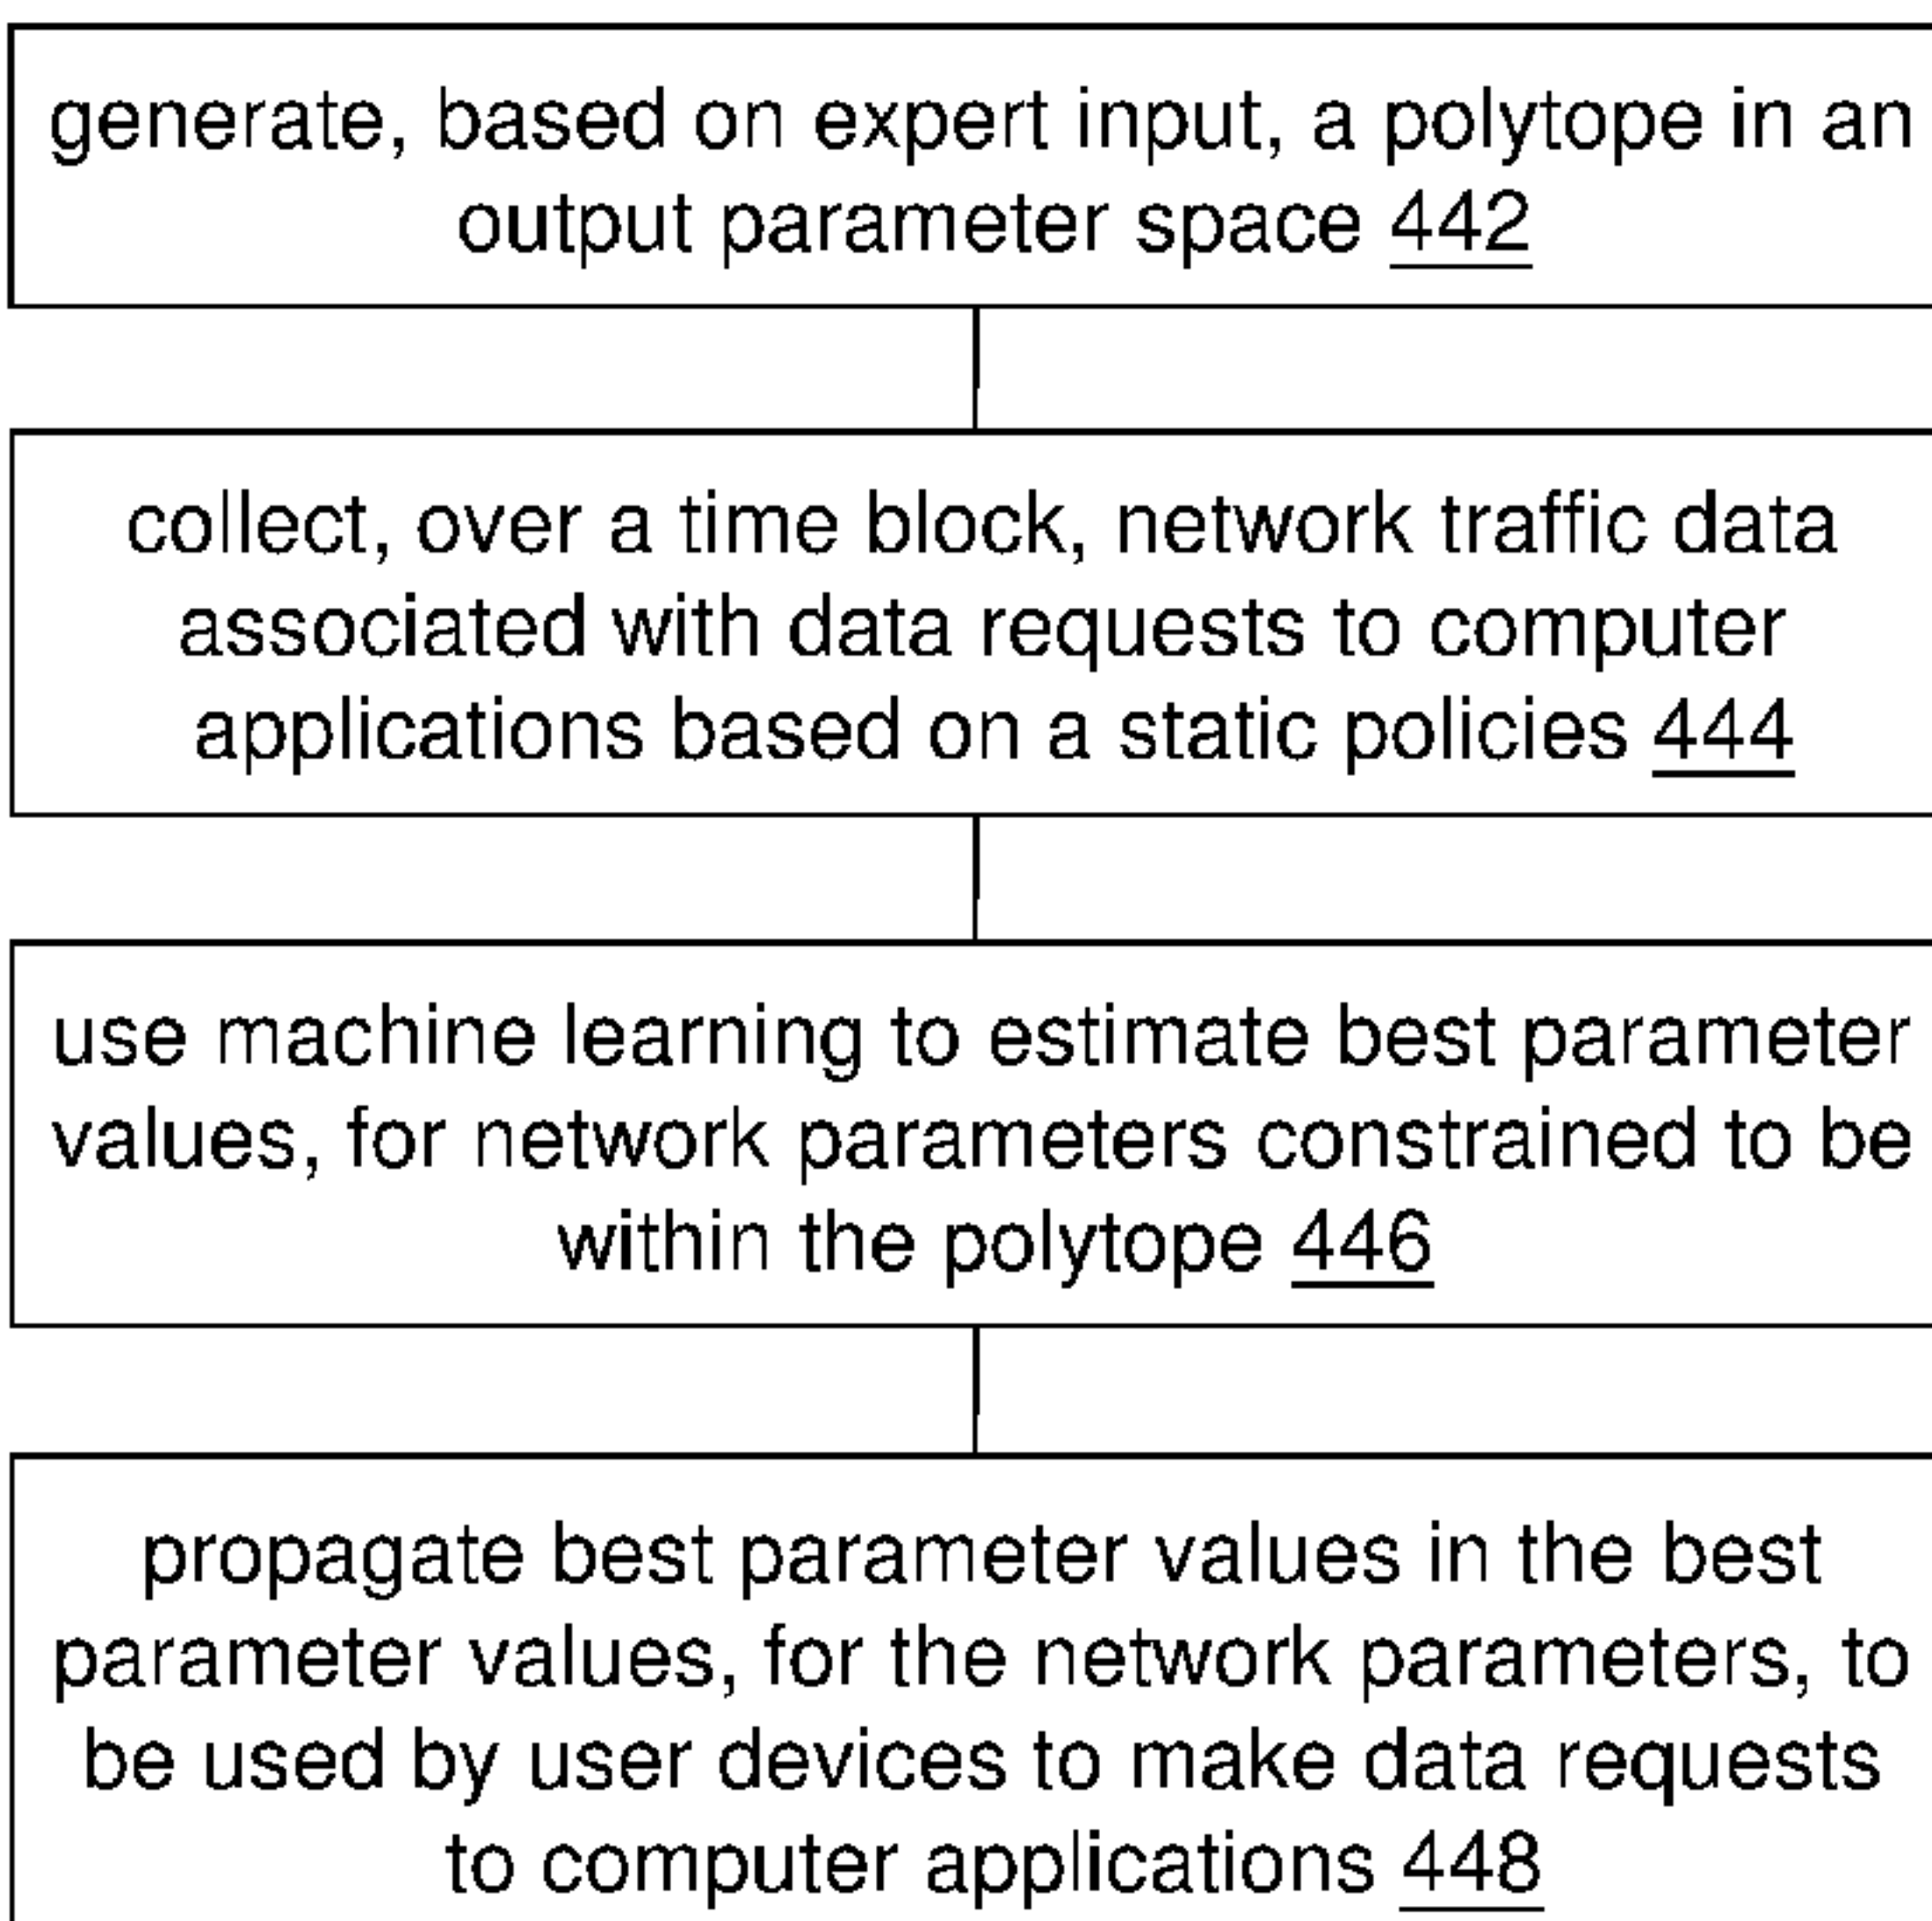 generate, based on expert input, a polytope in an
output parameter space 442
collect, over a time block, network traffic data
associated with data requests to computer
applications based on a static policies 444
use machine learning to estimate best parameter
values, for network parameters constrained to be
within the polytope 446
propagate best parameter values in the best
parameter values, for the network parameters, to
be used by user devices to make data requests
to computer applications 448